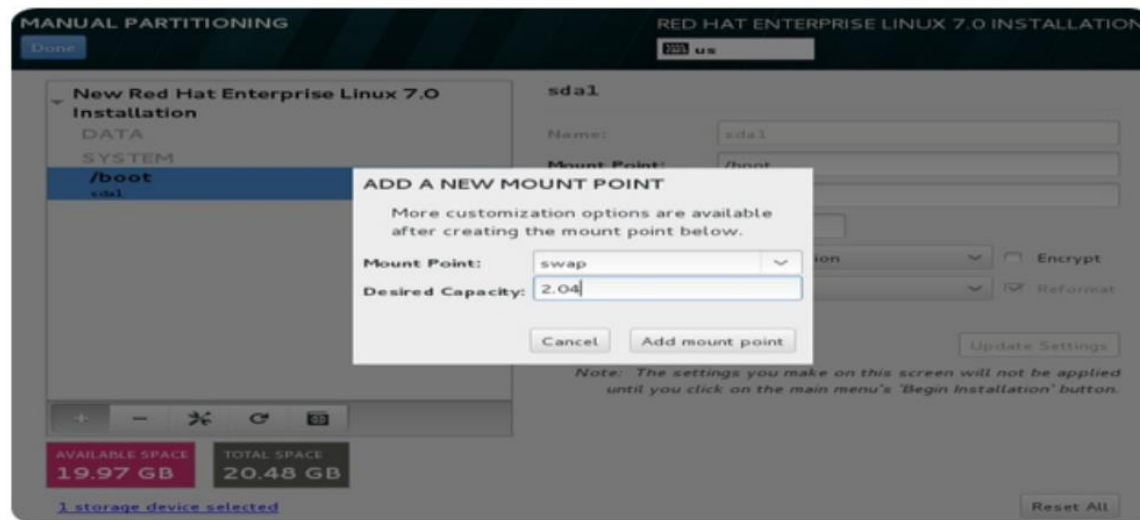 MANUAL PARTITIONING
RED HAT ENTERPRISE LINUX 7.0 INSTALLATION
Done
us
New Red Hat Enterprise Linux 7.0
Installation
DATA
SYSTEM
/boot
sda1
sda1
Name: sda1
Mount Point: /boot
ADD A NEW MOUNT POINT
More customization options are available
after creating the mount point below.
Mount Point: swap
Desired Capacity: 2.04
Cancel Add mount point
Encrypt
Reformat
Update Settings
Note: The settings you make on this screen will not be applied
until you click on the main menu's 'Begin Installation' button.
AVAILABLE SPACE
19.97 GB
TOTAL SPACE
20.48 GB
1 storage device selected
Reset All